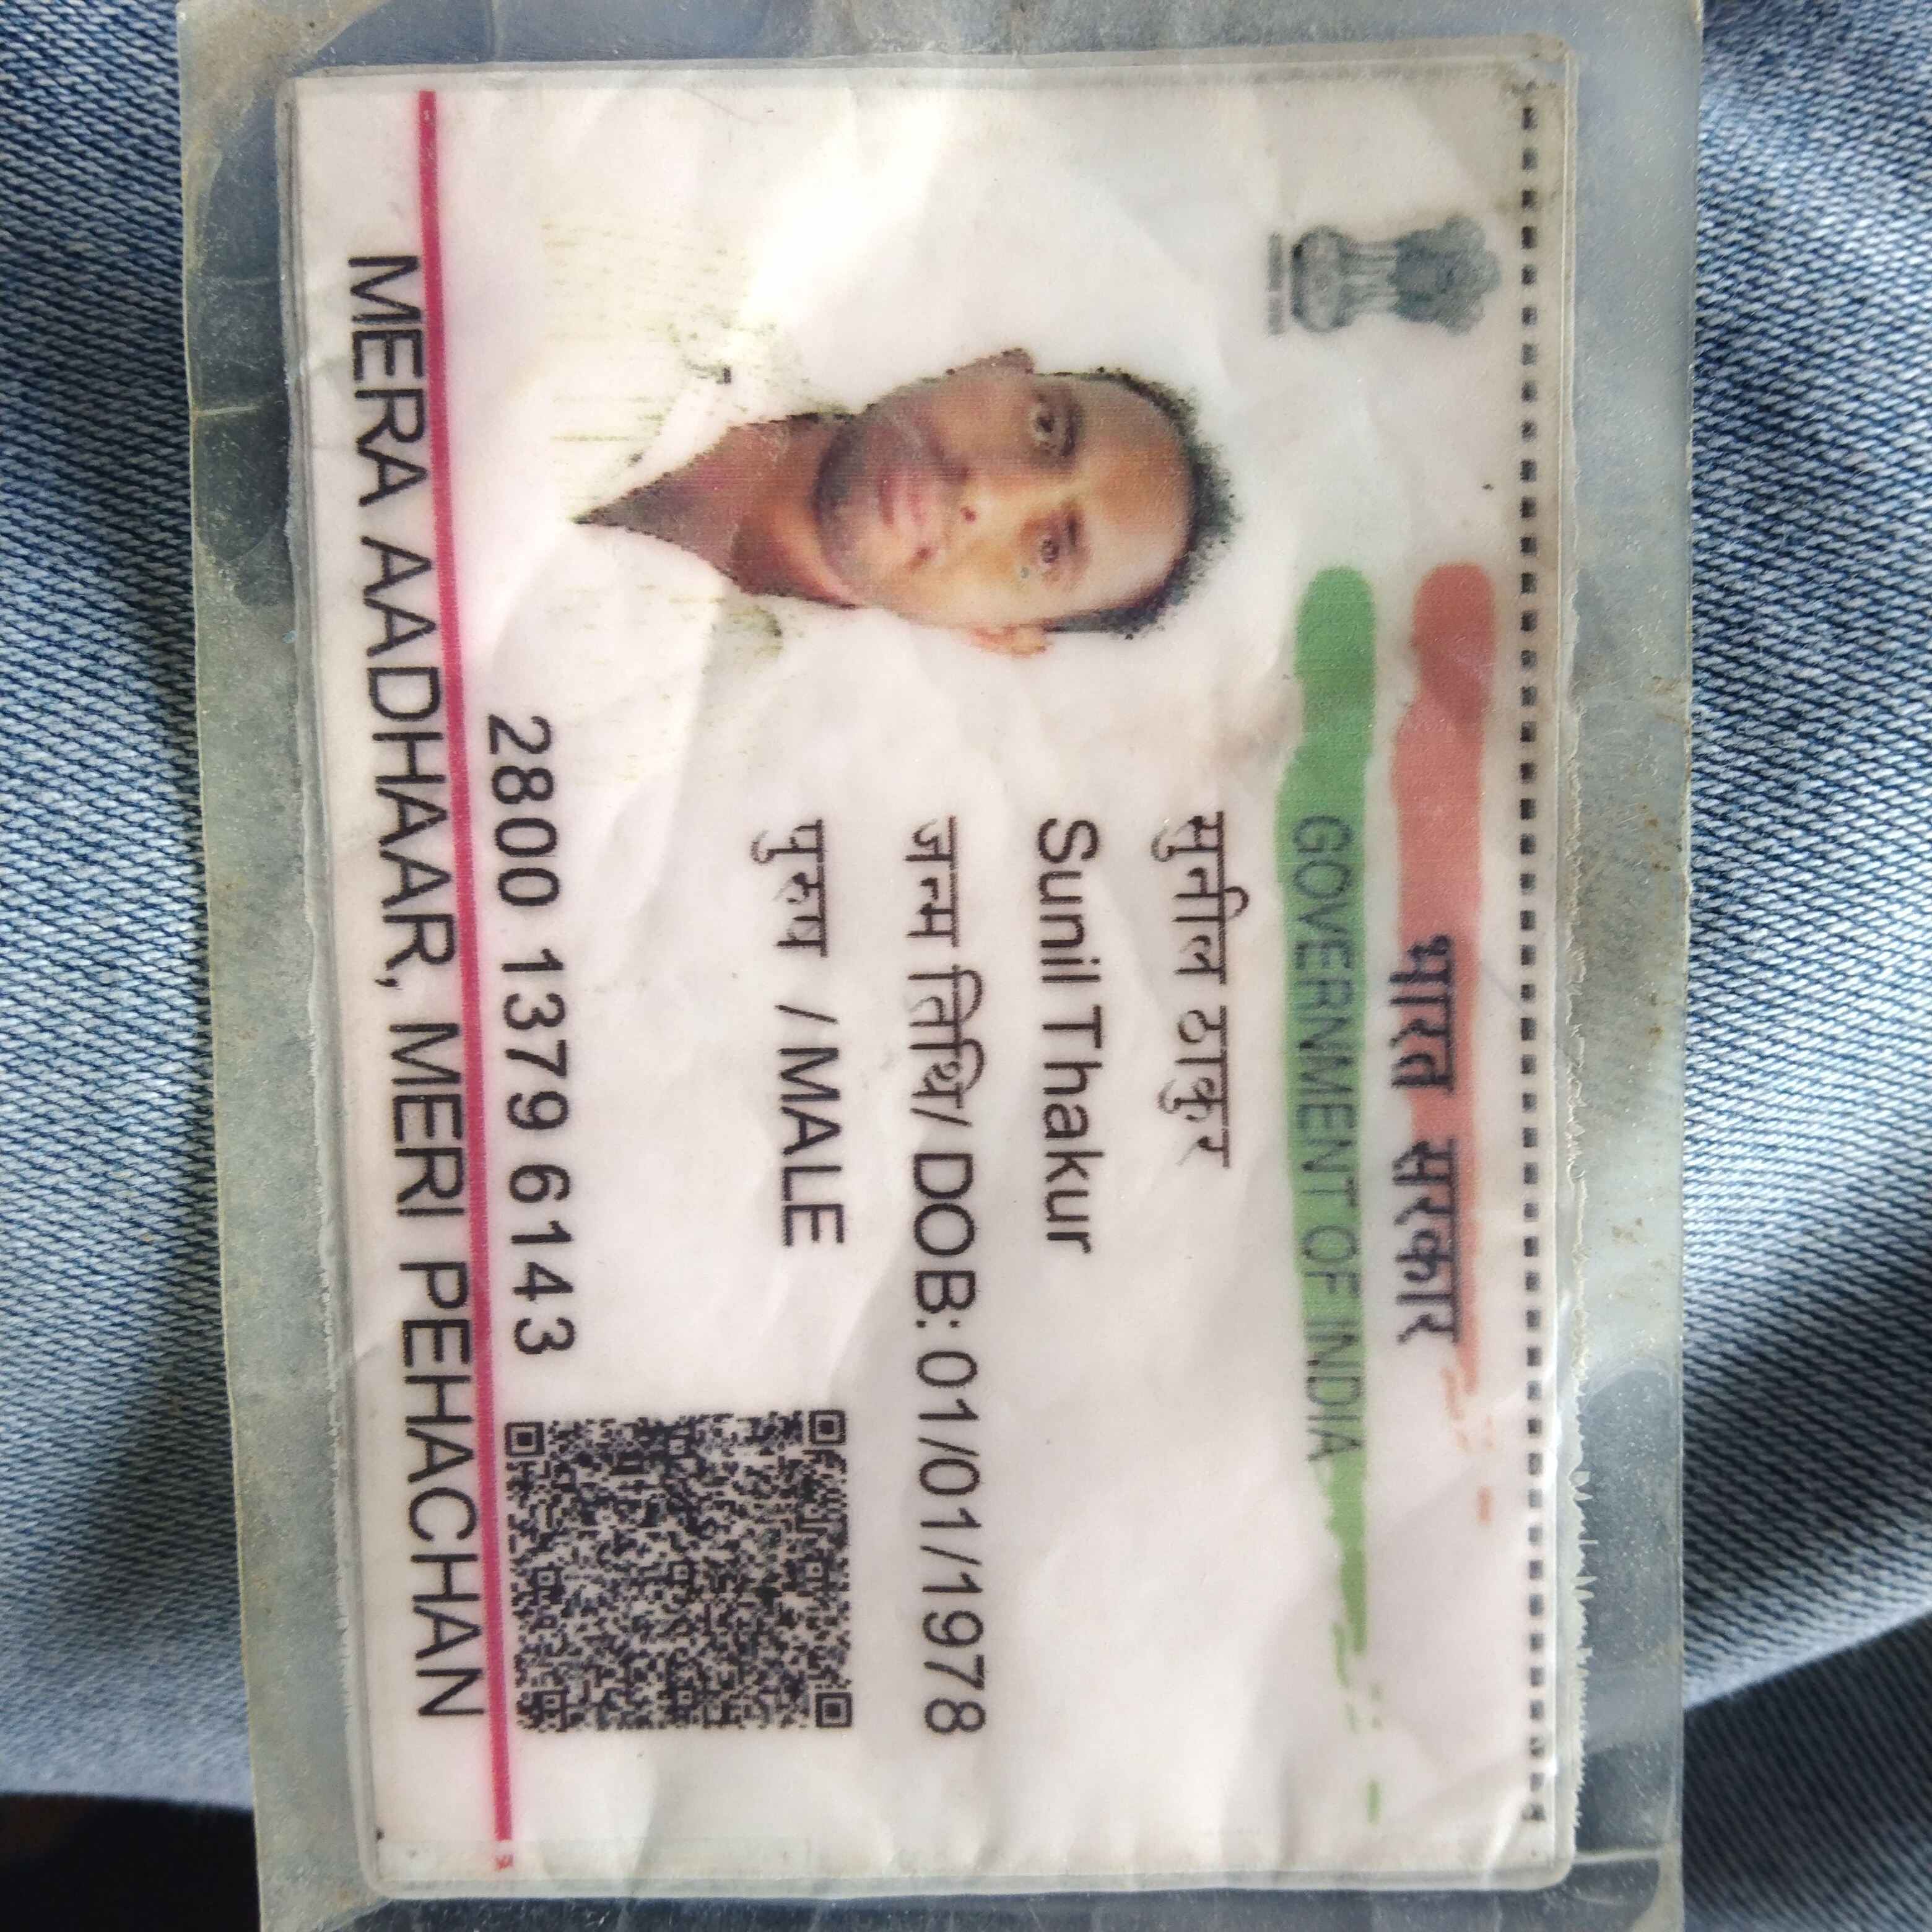 भारत सरकार
GOVERNMENT OF INDIA
सुनील ठाकुर
Sunil Thakur
जन्म तिथि/ DOB: 01/01/1978
पुरुष / MALE
2800 1379 6143
MERA AADHAAR, MERI PEHACHAN